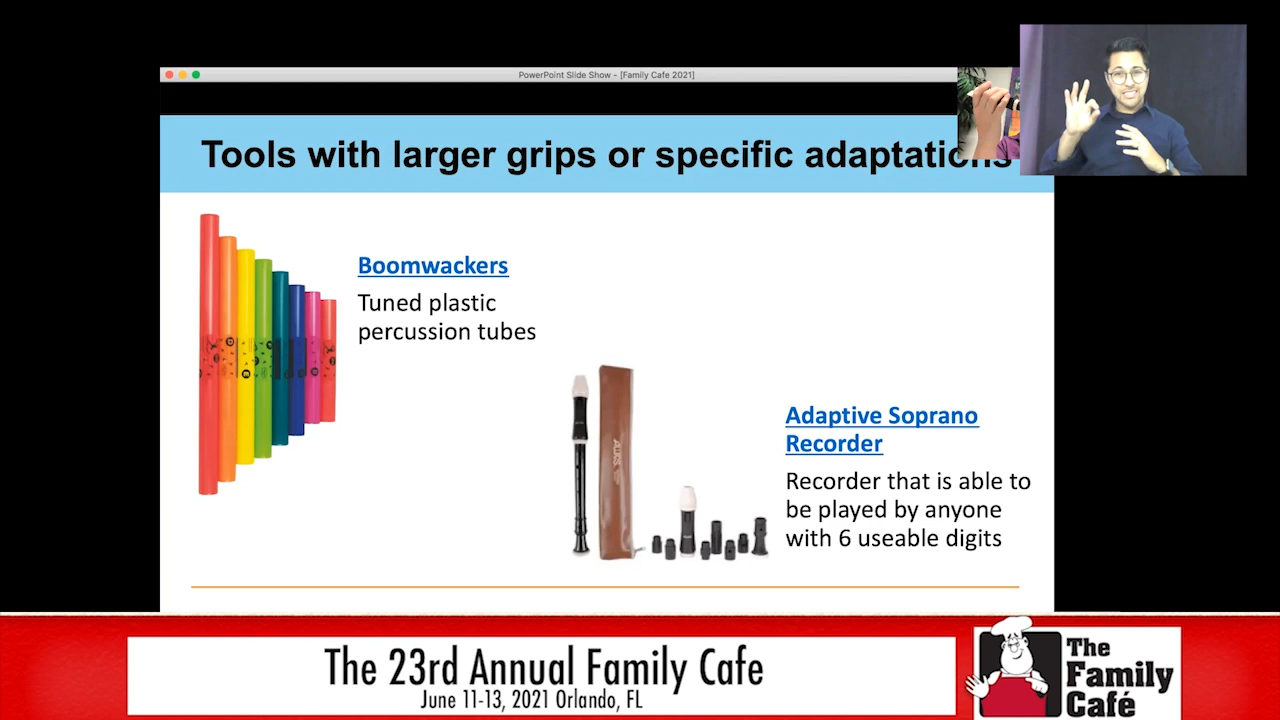 PowerPoint Slide Show - [Family Cafe 2021]
Tools with larger grips or specific adaptations
Boomwackers
Tuned plastic
percussion tubes
Adaptive Soprano
Recorder
Recorder that is able to
be played by anyone
with 6 useable digits
The 23rd Annual Family Cafe
June 11-13, 2021 Orlando, FL
The
Family
Café